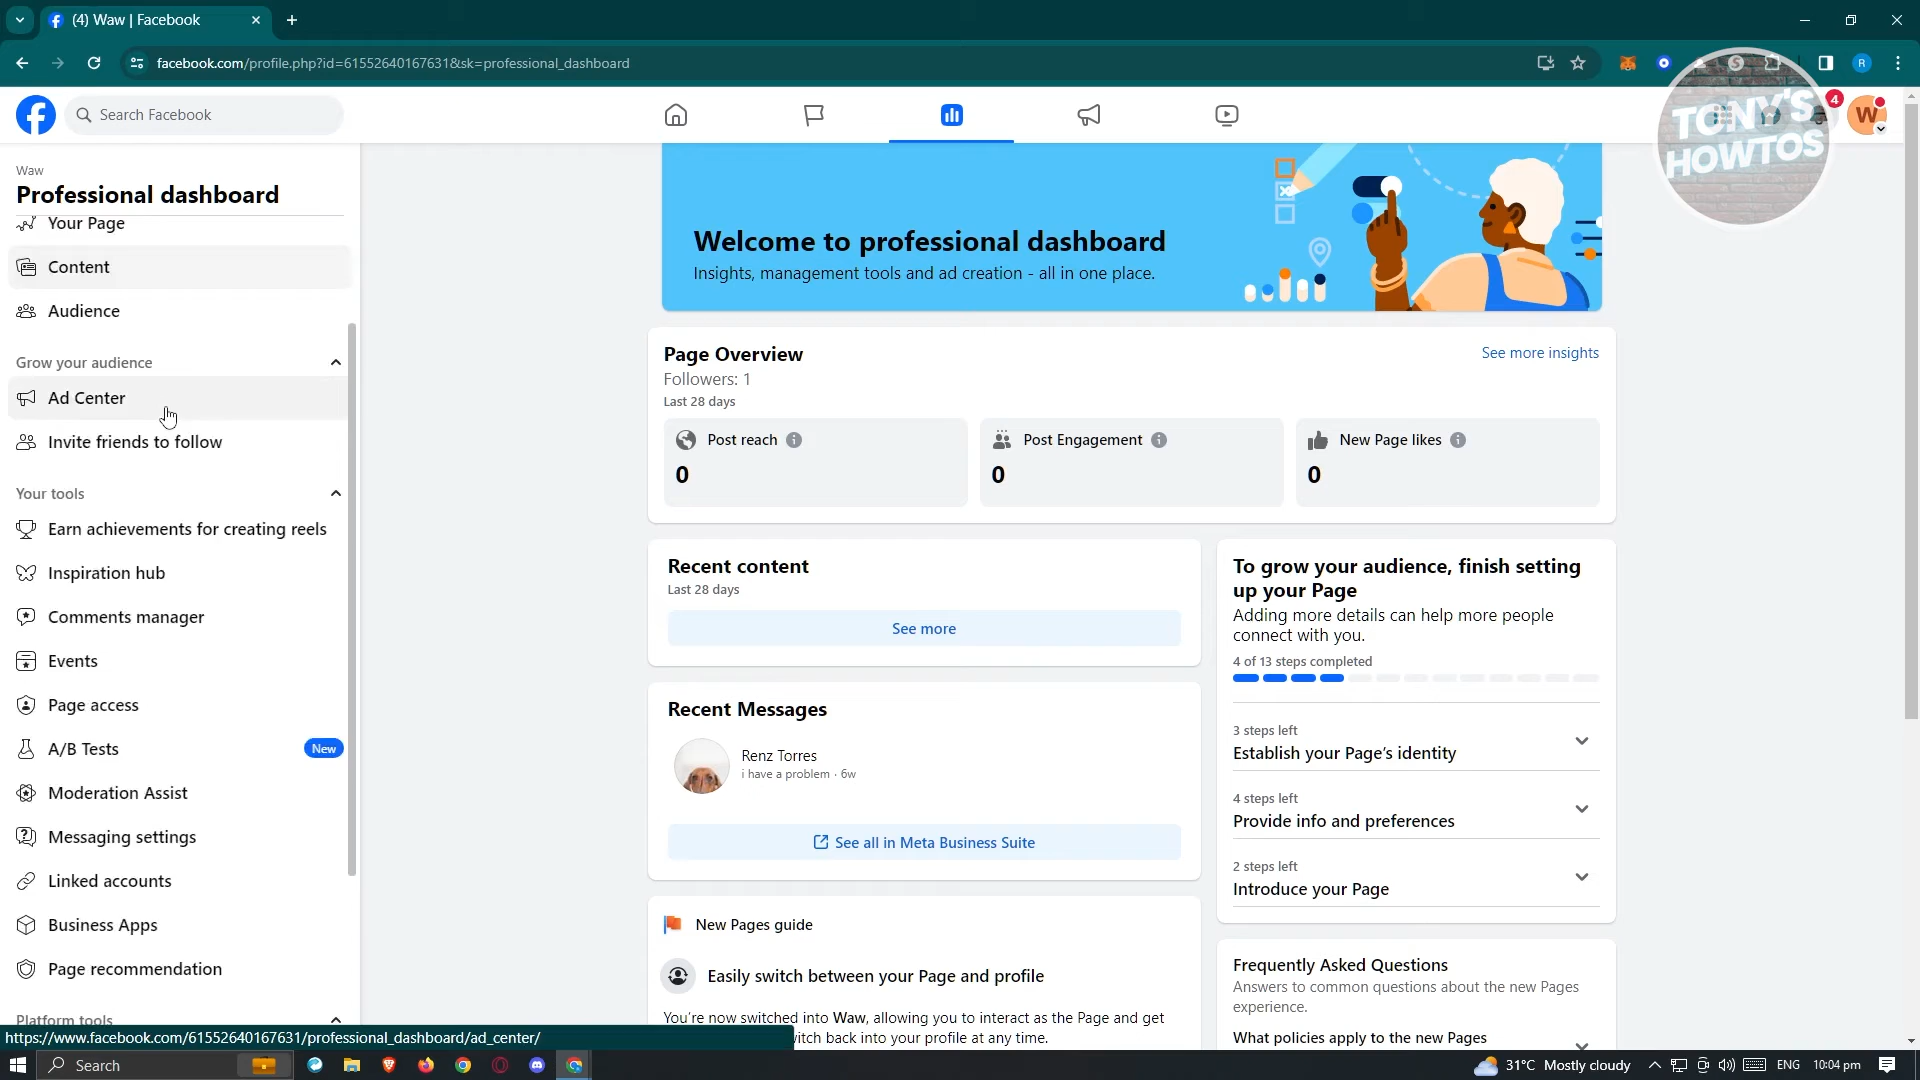 (4) Waw | Facebook
facebook.com/profile.php?id=61552640167631&sk=professional_dashboard
R
Search Facebook
4
W
TONY'S
HOWTOS
Waw
Professional dashboard
Your Page
Content
Audience
Grow your audience
Ad Center
Invite friends to follow
Your tools
Earn achievements for creating reels
Inspiration hub
Comments manager
Events
Page access
A/B Tests
New
Moderation Assist
Messaging settings
Linked accounts
Business Apps
Page recommendation
Platform tools
https://www.facebook.com/61552640167631/professional_dashboard/ad_center/
Welcome to professional dashboard
Insights, management tools and ad creation - all in one place.
Page Overview
See more insights
Followers: 1
Last 28 days
Post reach
0
Post Engagement
0
New Page likes
0
Recent content
Last 28 days
See more
Recent Messages
Renz Torres
i have a problem · 6w
See all in Meta Business Suite
New Pages guide
Easily switch between your Page and profile
You're now switched into Waw, allowing you to interact as the Page and get
witch back into your profile at any time.
To grow your audience, finish setting
up your Page
Adding more details can help more people
connect with you.
4 of 13 steps completed
3 steps left
Establish your Page's identity
4 steps left
Provide info and preferences
2 steps left
Introduce your Page
Frequently Asked Questions
Answers to common questions about the new Pages
experience.
What policies apply to the new Pages
Search
31°C Mostly cloudy
ENG
10:04 pm